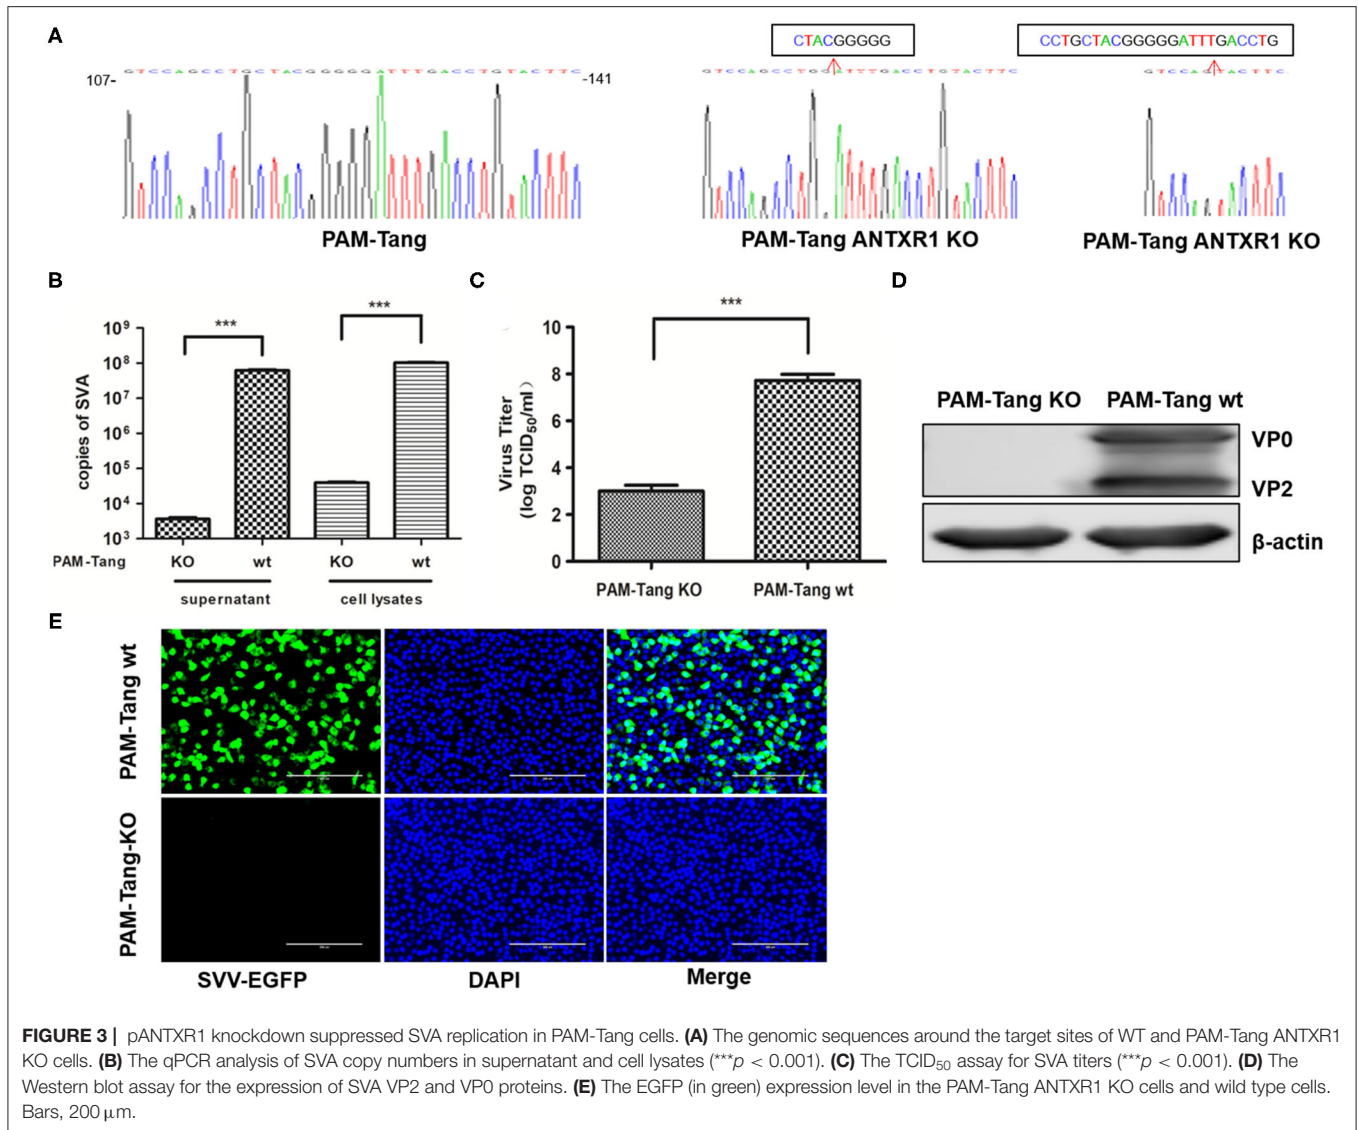 A
CTACGGGGG
CCTGCTACGGGGGATTTGACCTG
107-
GTCCAGCCTGCTACGGGGGATTTGACCTGTACTTC
-141
GTCCAGCCTGGATTTGACCTGTACTTC
GTCCAGTACTTC
PAM-Tang
PAM-Tang ANTXR1 KO
PAM-Tang ANTXR1 KO
B
copies of SVA
10⁹
10⁸
10⁷
10⁶
10⁵
10⁴
10³
***
***
PAM-Tang
KO
wt
KO
wt
supernatant
cell lysates
C
Virus Titer
(log TCID₅₀/ml)
10
8
6
4
2
0
***
PAM-Tang KO
PAM-Tang wt
D
PAM-Tang KO
PAM-Tang wt
VP0
VP2
β-actin
E
PAM-Tang wt
PAM-Tang-KO
SVV-EGFP
DAPI
Merge
FIGURE 3 | pANTXR1 knockdown suppressed SVA replication in PAM-Tang cells. (A) The genomic sequences around the target sites of WT and PAM-Tang ANTXR1
KO cells. (B) The qPCR analysis of SVA copy numbers in supernatant and cell lysates (***p < 0.001). (C) The TCID₅₀ assay for SVA titers (***p < 0.001). (D) The
Western blot assay for the expression of SVA VP2 and VP0 proteins. (E) The EGFP (in green) expression level in the PAM-Tang ANTXR1 KO cells and wild type cells.
Bars, 200 μm.